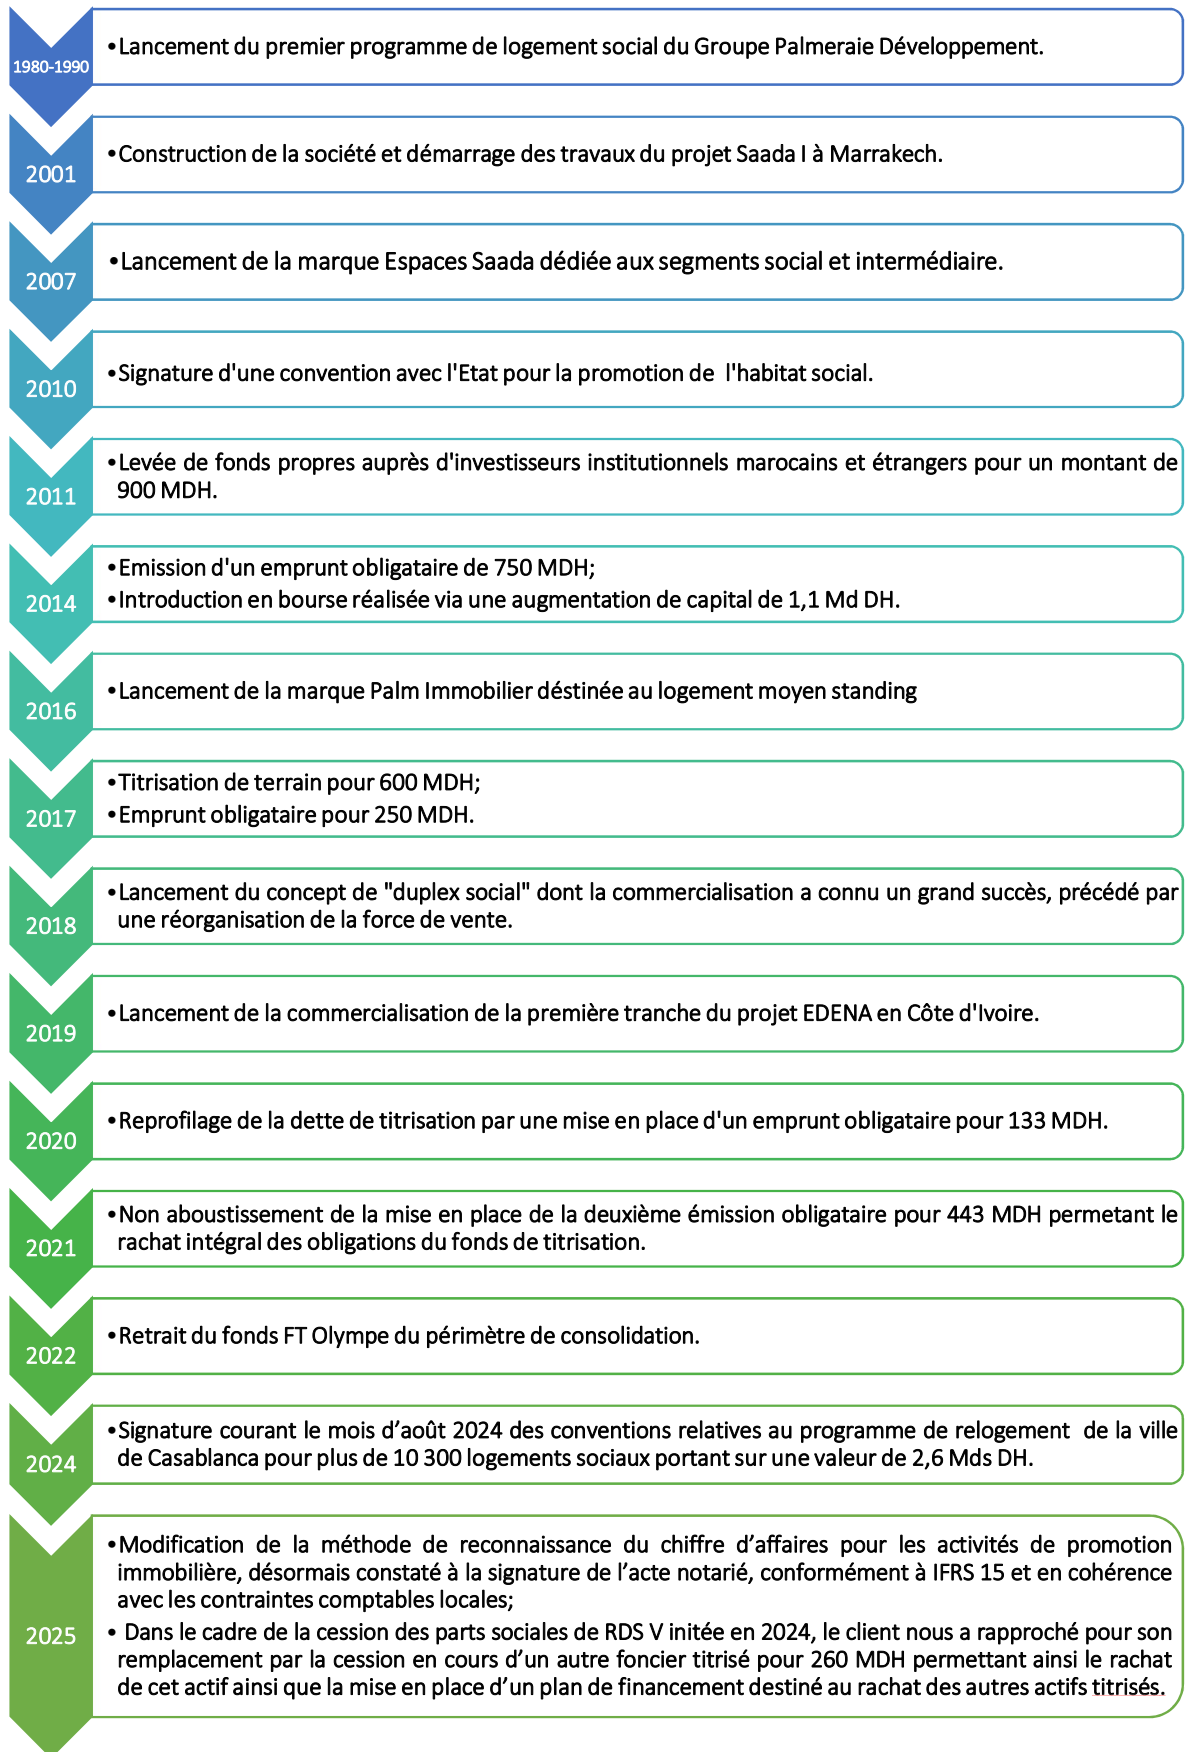 1980-1990
•Lancement du premier programme de logement social du Groupe Palmeraie Développement.
2001
•Construction de la société et démarrage des travaux du projet Saada I à Marrakech.
2007
•Lancement de la marque Espaces Saada dédiée aux segments social et intermédiaire.
2010
•Signature d'une convention avec l'Etat pour la promotion de l'habitat social.
2011
•Levée de fonds propres auprès d'investisseurs institutionnels marocains et étrangers pour un montant de
900 MDH.
2014
•Emission d'un emprunt obligataire de 750 MDH;
•Introduction en bourse réalisée via une augmentation de capital de 1,1 Md DH.
2016
•Lancement de la marque Palm Immobilier déstinée au logement moyen standing
2017
•Titrisation de terrain pour 600 MDH;
•Emprunt obligataire pour 250 MDH.
2018
•Lancement du concept de "duplex social" dont la commercialisation a connu un grand succès, précédé par
une réorganisation de la force de vente.
2019
•Lancement de la commercialisation de la première tranche du projet EDENA en Côte d'Ivoire.
2020
•Reprofilage de la dette de titrisation par une mise en place d'un emprunt obligataire pour 133 MDH.
2021
•Non aboustissement de la mise en place de la deuxième émission obligataire pour 443 MDH permetant le
rachat intégral des obligations du fonds de titrisation.
2022
•Retrait du fonds FT Olympe du périmètre de consolidation.
2024
•Signature courant le mois d’août 2024 des conventions relatives au programme de relogement de la ville
de Casablanca pour plus de 10 300 logements sociaux portant sur une valeur de 2,6 Mds DH.
2025
•Modification de la méthode de reconnaissance du chiffre d’affaires pour les activités de promotion
immobilière, désormais constaté à la signature de l’acte notarié, conformément à IFRS 15 et en cohérence
avec les contraintes comptables locales;
• Dans le cadre de la cession des parts sociales de RDS V initée en 2024, le client nous a rapproché pour son
remplacement par la cession en cours d’un autre foncier titrisé pour 260 MDH permettant ainsi le rachat
de cet actif ainsi que la mise en place d’un plan de financement destiné au rachat des autres actifs titrisés.